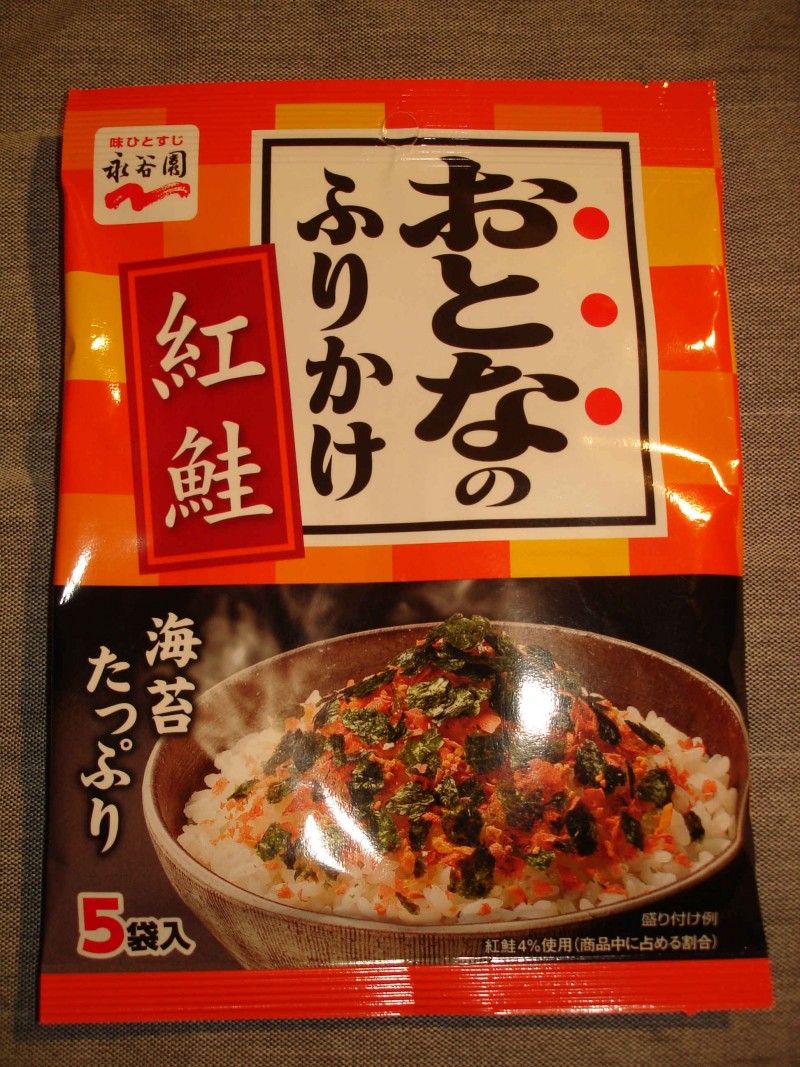 味ひとすじ
永谷園
おとなの
ふりかけ
紅鮭
海苔
たっぷり
5袋入
盛り付け例
紅鮭4%使用(商品中に占める割合)